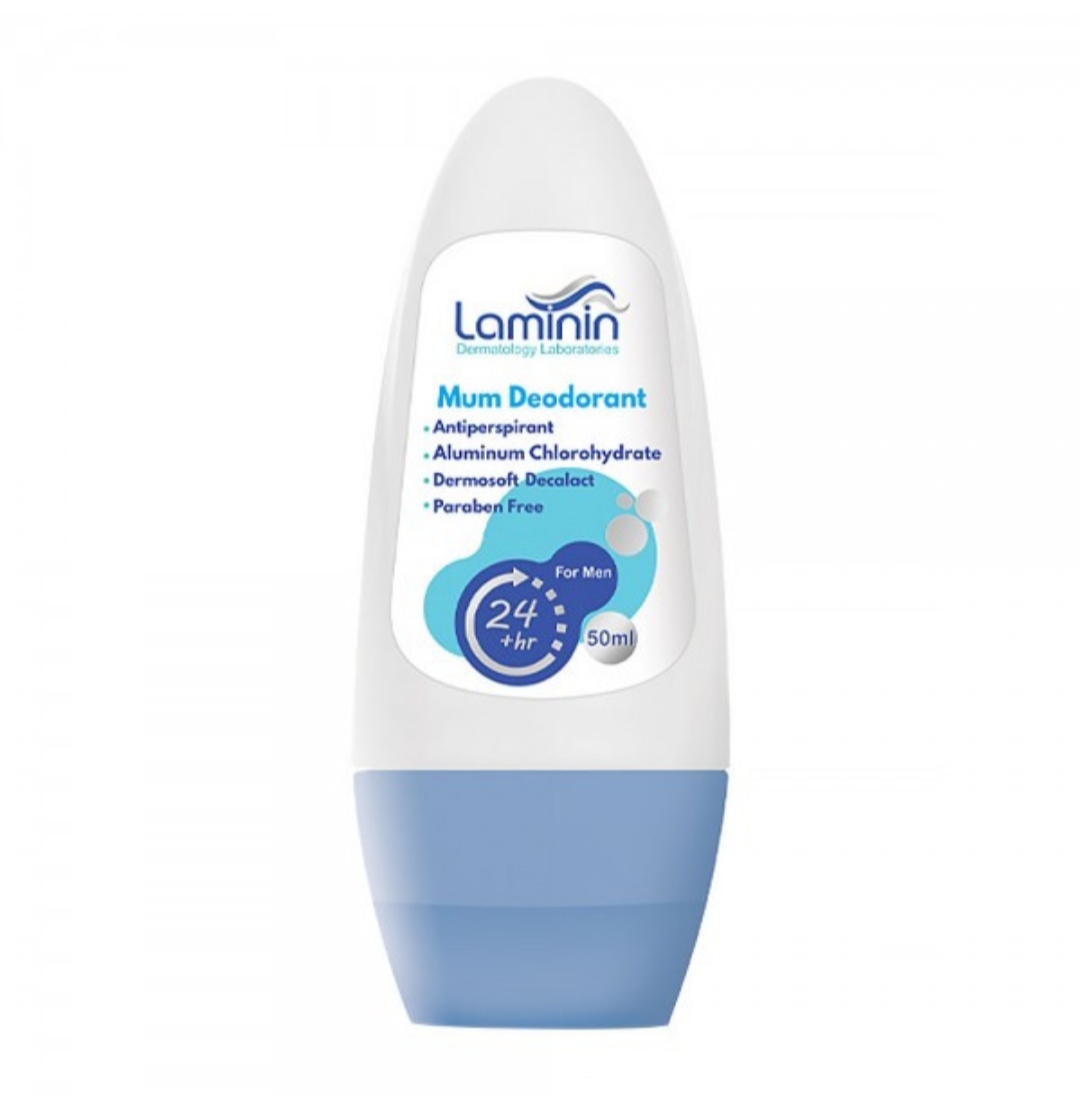 Laminin
Dermatology Laboratories
Mum Deodorant
• Antiperspirant
• Aluminum Chlorohydrate
• Dermosoft Decalact
• Paraben Free
For Men
24
+hr
50ml